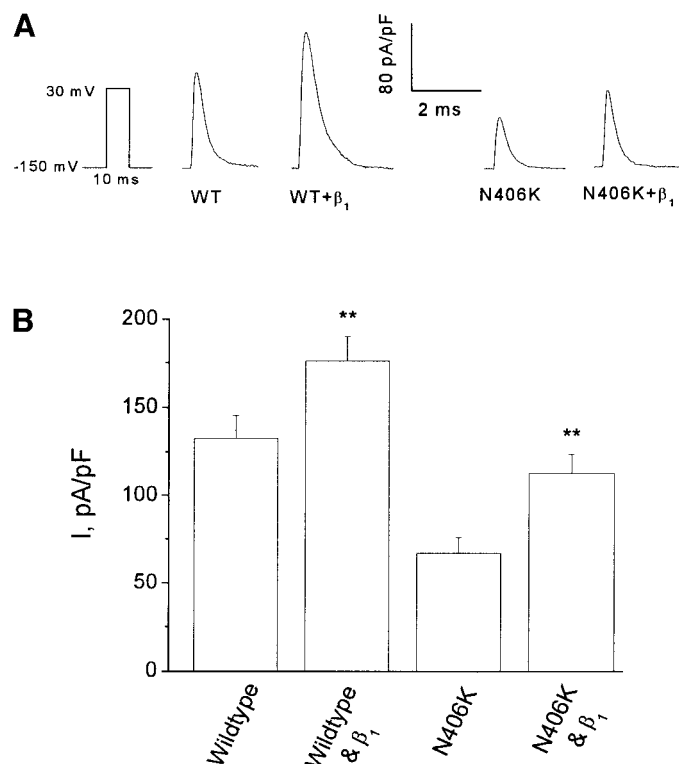 A
30 mV
-150 mV
10 ms
WT
WT+β₁
80 pA/pF
2 ms
N406K
N406K+β₁
B
I, pA/pF
200
150
100
50
0
**
**
Wildtype
Wildtype
& β₁
N406K
N406K
& β₁